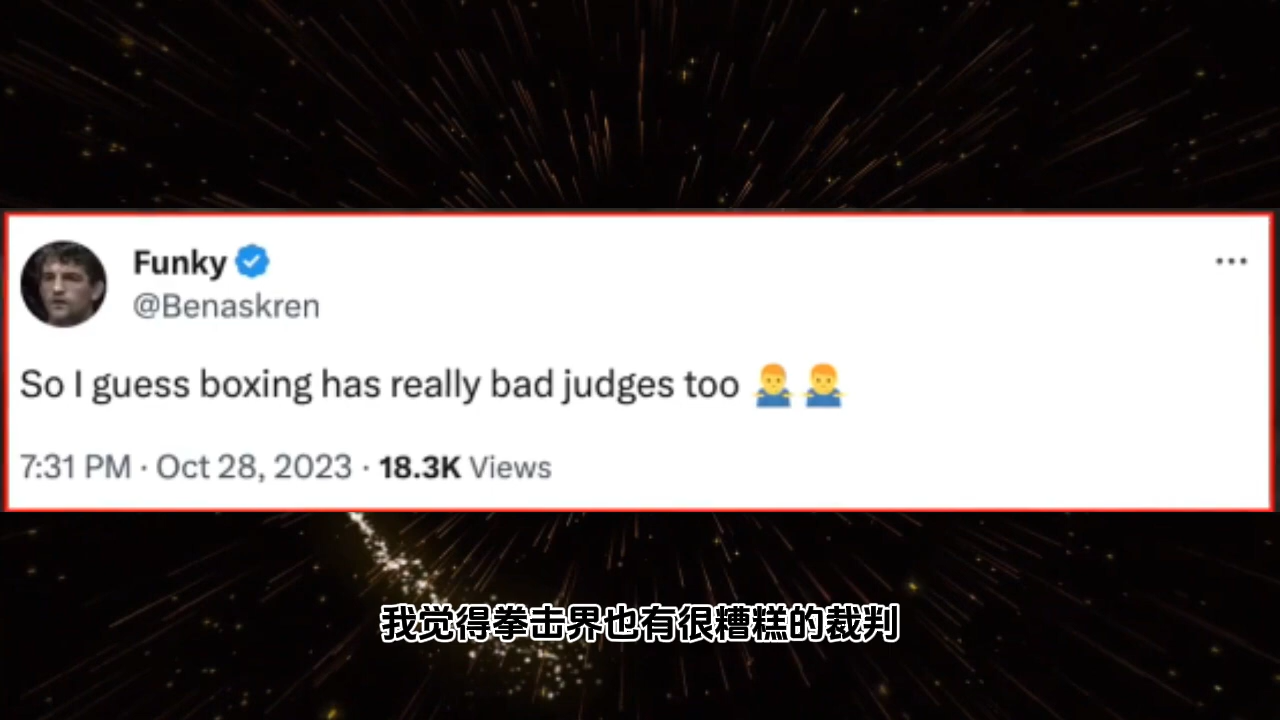 Funky
@Benaskren
So I guess boxing has really bad judges too 🙎‍♂️🙎‍♂️
7:31 PM · Oct 28, 2023 · 18.3K Views
我觉得拳击界也有很糟糕的裁判